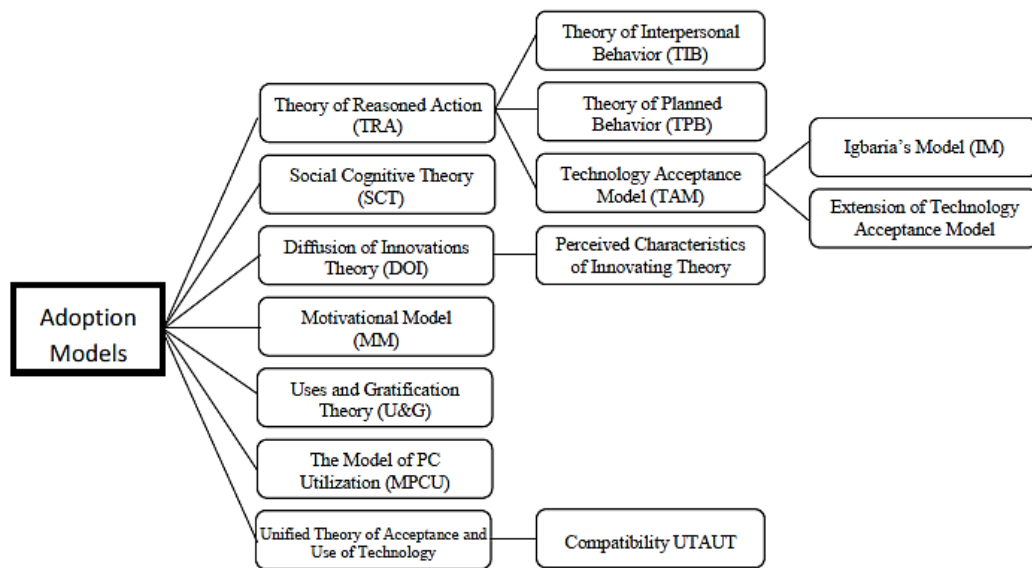 Adoption
Models
Theory of Reasoned Action
(TRA)
Social Cognitive Theory
(SCT)
Diffusion of Innovations
Theory (DOI)
Motivational Model
(MM)
Uses and Gratification
Theory (U&G)
The Model of PC
Utilization (MPCU)
Unified Theory of Acceptance and
Use of Technology
Theory of Interpersonal
Behavior (TIB)
Theory of Planned
Behavior (TPB)
Technology Acceptance
Model (TAM)
Perceived Characteristics
of Innovating Theory
Compatibility UTAUT
Igbaria’s Model (IM)
Extension of Technology
Acceptance Model